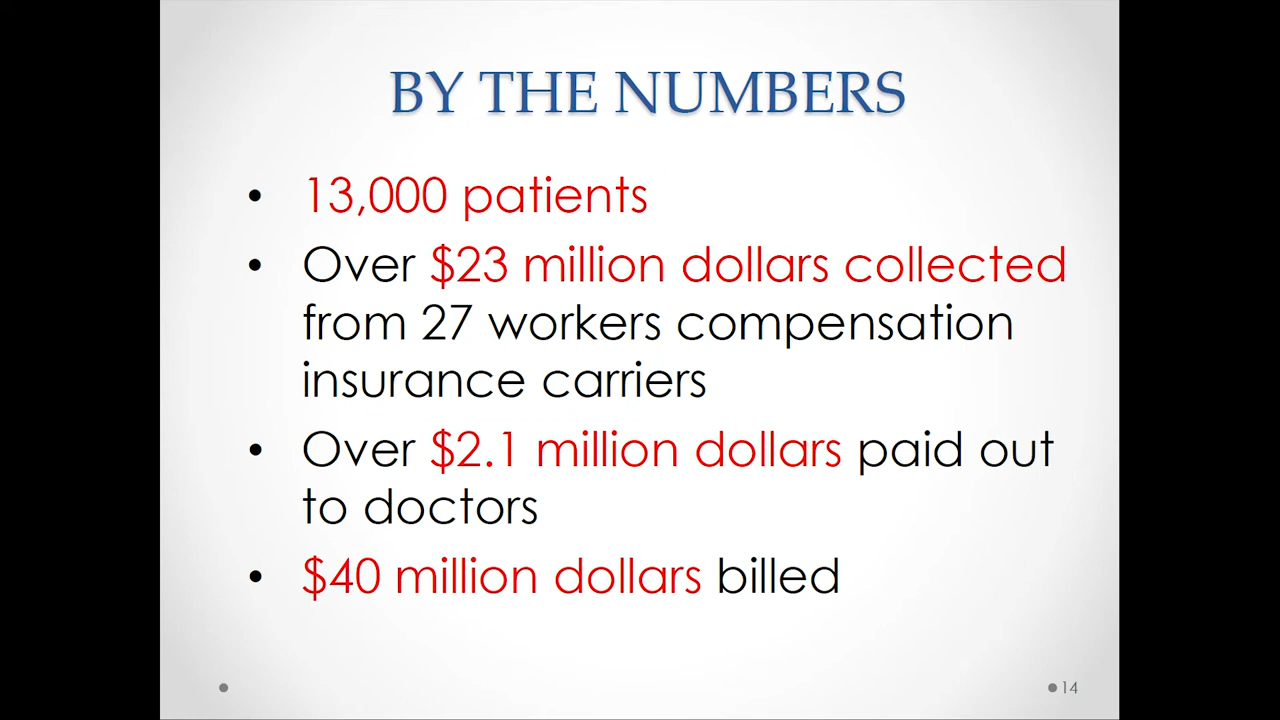 BY THE NUMBERS
• 13,000 patients
• Over $23 million dollars collected
from 27 workers compensation
insurance carriers
• Over $2.1 million dollars paid out
to doctors
• $40 million dollars billed
14